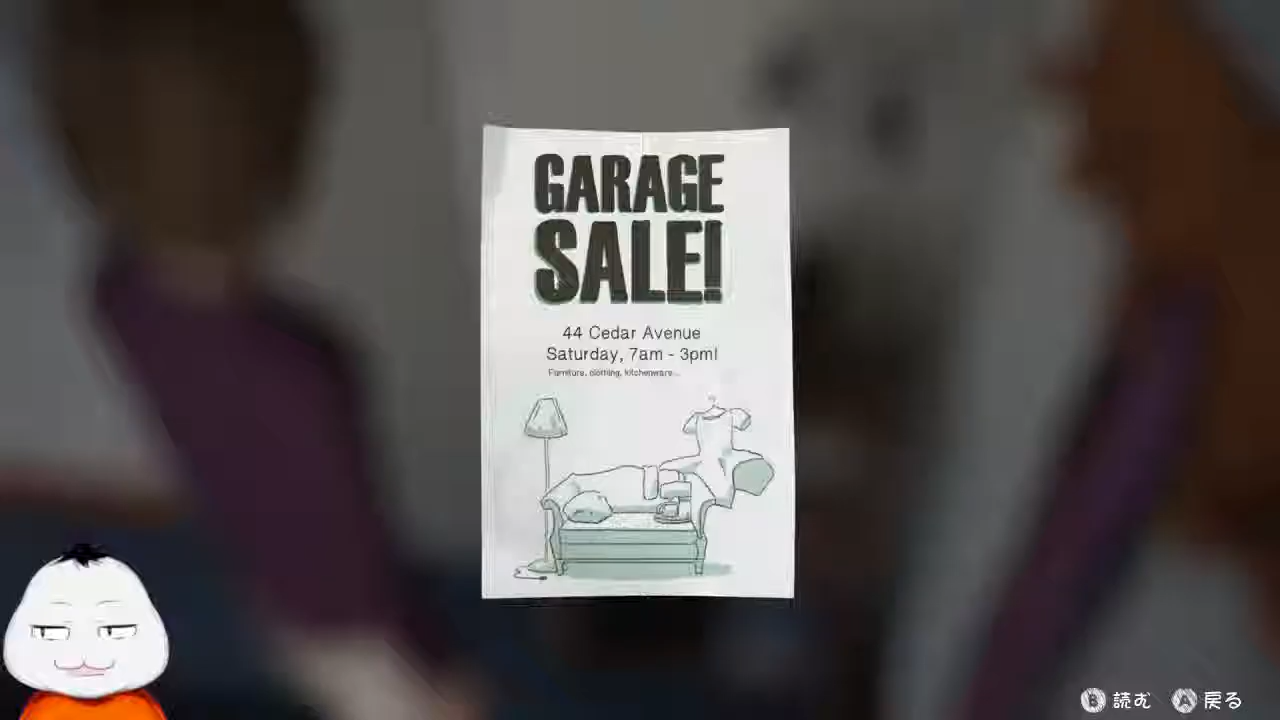 GARAGE
SALE!
44 Cedar Avenue
Saturday, 7am - 3pm!
Furniture, clothing, kitchenware...
B 読む A 戻る